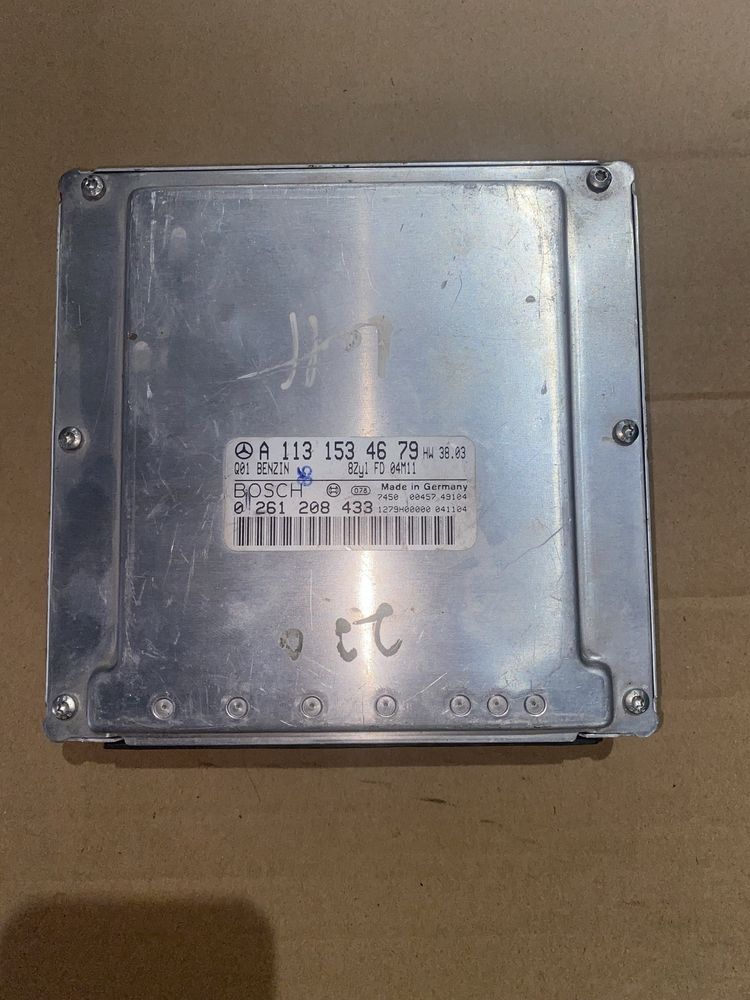 A 113 153 46 79 HW 38.03
Q01 BENZIN 8Zyl FD 04M11
BOSCH 078 Made in Germany
7450 00457 49104
0 261 208 433 1279H00000 041104